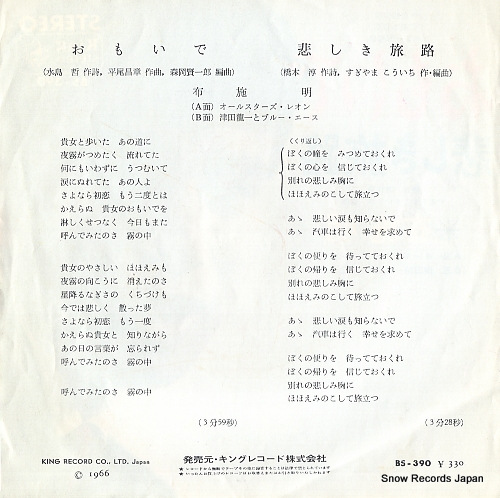 おもいで
(水島 哲 作詩, 平尾昌章 作曲, 森岡賢一郎 編曲)
悲しき旅路
(橋本 淳 作詩, すぎやま こういち 作・編曲)
布施 明
(A面) オールスターズ・レオン
(B面) 津田龍一とブルー・エース
貴女と歩いた あの道に
夜霧がつめたく 流れてた
何にもいわずに うつむいて
涙にぬれてた あの人よ
さよなら初恋 もう二度とは
かえらぬ 貴女のおもいでを
淋しくせつなく 今日もまた
呼んでみたのさ 霧の中
貴女のやさしい ほほえみも
夜霧の向こうに 消えたのさ
星降るなぎさの くちづけも
今では悲しく 散った夢
さよなら初恋 もう一度
かえらぬ貴女と 知りながら
あの日の言葉が 忘られず
呼んでみたのさ 霧の中
呼んでみたのさ 霧の中
(3分59秒)
(くり返し)
ぼくの瞳を みつめておくれ
ぼくの心を 信じておくれ
別れの悲しみ胸に
ほほえみのこして旅立つ
あゝ 悲しい涙も知らないで
あゝ 汽車は行く 幸せを求めて
ぼくの便りを 待ってておくれ
ぼくの帰りを 信じておくれ
別れの悲しみ胸に
ほほえみのこして旅立つ
あゝ 悲しい涙も知らないで
あゝ 汽車は行く 幸せを求めて
ぼくの便りを 待ってておくれ
ぼくの帰りを 信じておくれ
別れの悲しみ胸に
ほほえみのこして旅立つ
(3分28秒)
KING RECORD CO., LTD. Japan
© 1966
発売元・キングレコード株式会社
BS-390 ¥330
Snow Records Japan